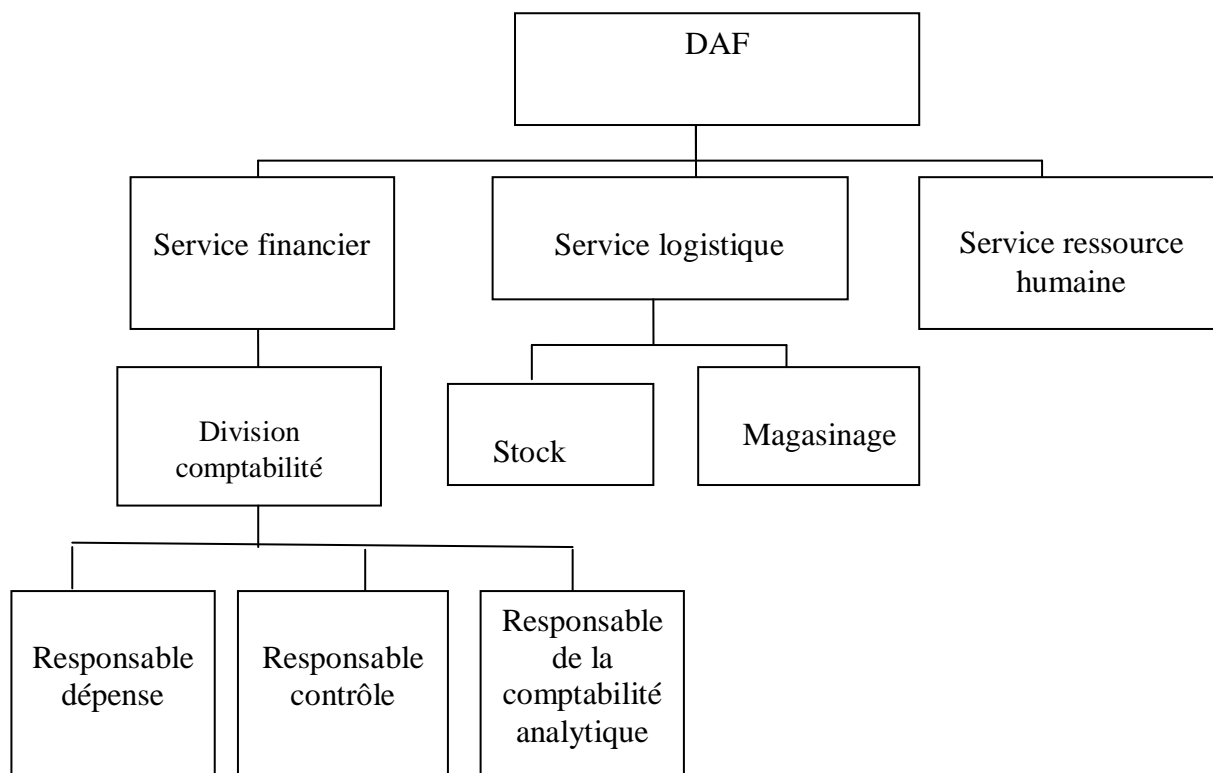 DAF
Service financier
Service logistique
Service ressource
humaine
Division
comptabilité
Stock
Magasinage
Responsable
dépense
Responsable
contrôle
Responsable
de la
comptabilité
analytique